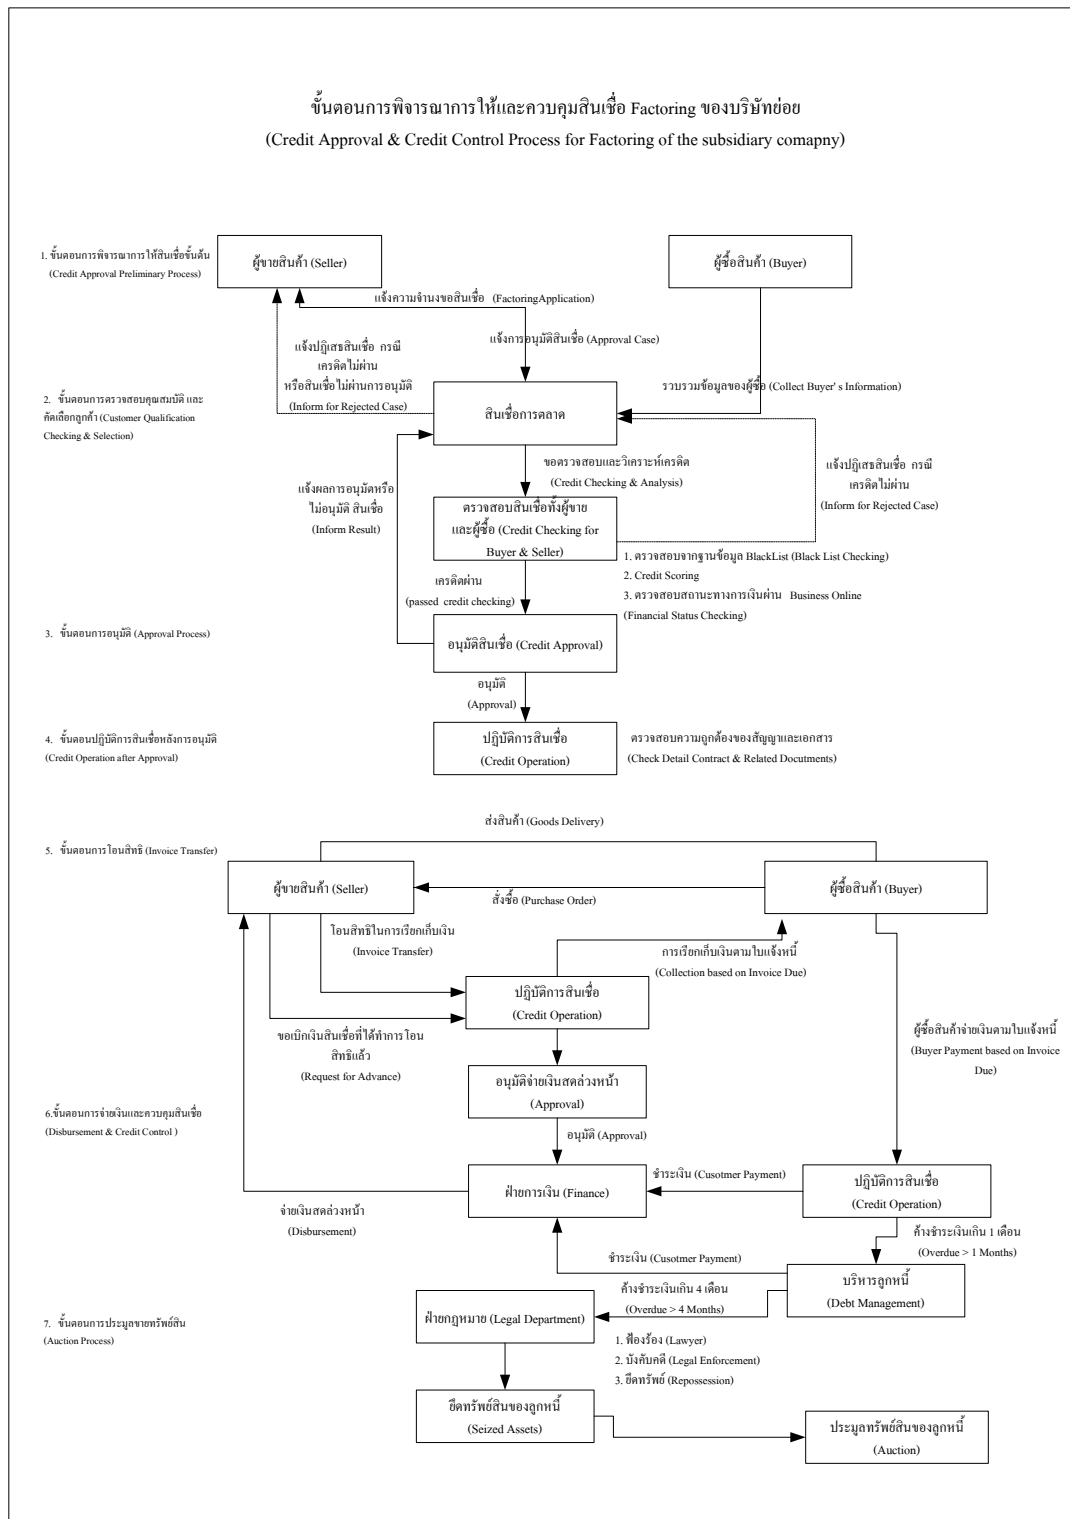 ขั้นตอนการพิจารณาการให้และควบคุมสินเชื่อ Factoring ของบริษัทย่อย
(Credit Approval & Credit Control Process for Factoring of the subsidiary comapny)
1. ขั้นตอนการพิจารณาการให้สินเชื่อขั้นต้น
(Credit Approval Preliminary Process)
ผู้ขายสินค้า (Seller)
ผู้ซื้อสินค้า (Buyer)
แจ้งความจำนงขอสินเชื่อ (FactoringApplication)
แจ้งการอนุมัติสินเชื่อ (Approval Case)
แจ้งปฏิเสธสินเชื่อ กรณี
เครดิตไม่ผ่าน
หรือสินเชื่อไม่ผ่านการอนุมัติ
(Inform for Rejected Case)
รวบรวมข้อมูลของผู้ซื้อ (Collect Buyer' s Information)
2. ขั้นตอนการตรวจสอบคุณสมบัติ และ
คัดเลือกลูกค้า (Customer Qualification
Checking & Selection)
สินเชื่อการตลาด
ขอตรวจสอบและวิเคราะห์เครดิต
(Credit Checking & Analysis)
แจ้งปฏิเสธสินเชื่อ กรณี
เครดิตไม่ผ่าน
(Inform for Rejected Case)
แจ้งผลการอนุมัตหรือ
ไม่อนุมัติ สินเชื่อ
(Inform Result)
ตรวจสอบสินเชื่อทั้งผู้ขาย
และผู้ซื้อ (Credit Checking for
Buyer & Seller)
1. ตรวจสอบจากฐานข้อมูล BlackList (Black List Checking)
2. Credit Scoring
3. ตรวจสอบสถานะทางการเงินผ่าน Business Online
(Financial Status Checking)
เครดิตผ่าน
(passed credit checking)
3. ขั้นตอนการอนุมัติ (Approval Process)
อนุมัติสินเชื่อ (Credit Approval)
อนุมัติ
(Approval)
4. ขั้นตอนปฏิบัติการสินเชื่อหลังการอนุมัติ
(Credit Operation after Approval)
ปฏิบัติการสินเชื่อ
(Credit Operation)
ตรวจสอบความถูกต้องของสัญญาและเอกสาร
(Check Detail Contract & Related Doctuments)
ส่งสินค้า (Goods Delivery)
5. ขั้นตอนการโอนสิทธิ (Invoice Transfer)
ผู้ขายสินค้า (Seller)
ผู้ซื้อสินค้า (Buyer)
สั่งซื้อ (Purchase Order)
โอนสิทธิในการเรียกเก็บเงิน
(Invoice Transfer)
การเรียกเก็บเงินตามใบแจ้งหนี้
(Collection based on Invoice Due)
ปฏิบัติการสินเชื่อ
(Credit Operation)
ขอเบิกเงินสินเชื่อที่ได้ทำการโอน
สิทธิแล้ว
(Request for Advance)
ผู้ซื้อสินค้าจ่ายเงินตามใบแจ้งหนี้
(Buyer Payment based on Invoice
Due)
อนุมัติจ่ายเงินสดล่วงหน้า
(Approval)
6.ขั้นตอนการจ่ายเงินและควบคุมสินเชื่อ
(Disbursement & Credit Control )
อนุมัติ (Approval)
ฝ่ายการเงิน (Finance)
ชำระเงิน (Cusotmer Payment)
ปฏิบัติการสินเชื่อ
(Credit Operation)
จ่ายเงินสดล่วงหน้า
(Disbursement)
ค้างชำระเงินเกิน 1 เดือน
(Overdue > 1 Months)
ชำระเงิน (Cusotmer Payment)
บริหารลูกหนี้
(Debt Management)
ค้างชำระเงินเกิน 4 เดือน
(Overdue > 4 Months)
7. ขั้นตอนการประมูลขายทรัพย์สิน
(Auction Process)
ฝ่ายกฎหมาย (Legal Department)
1. ฟ้องร้อง (Lawyer)
2. บังคับคดี (Legal Enforcement)
3. ยึดทรัพย์ (Repossession)
ยึดทรัพย์สินของลูกหนี้
(Seized Assets)
ประมูลทรัพย์สินของลูกหนี้
(Auction)